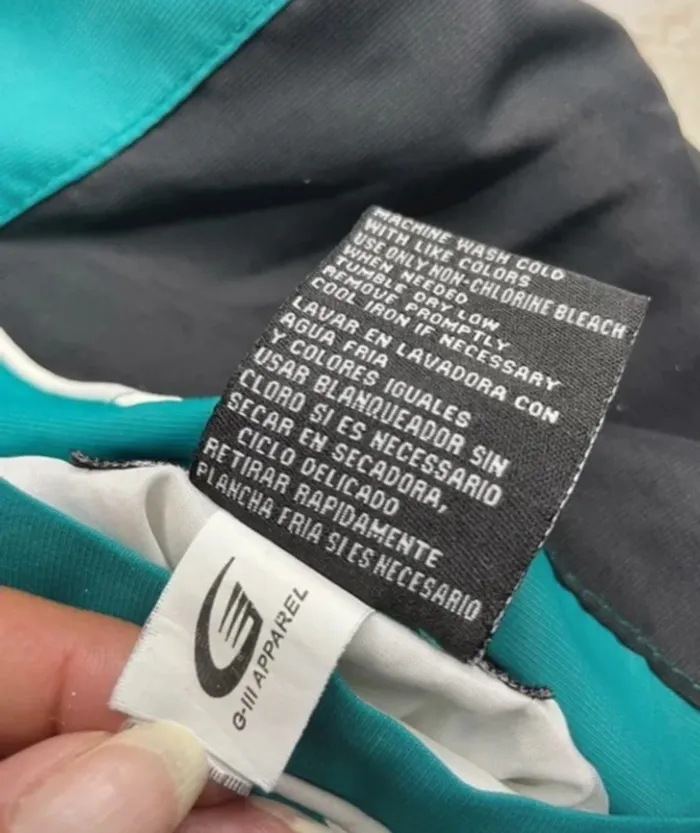 MACHINE WASH COLD
WITH LIKE COLORS
USE ONLY NON-CHLORINE BLEACH
WHEN NEEDED
TUMBLE DRY LOW
REMOVE PROMPTLY
COOL IRON IF NECESSARY
LAVAR EN LAVADORA CON
AGUA FRIA
Y COLORES IGUALES
USAR BLANQUEADOR SIN
CLORO SI ES NECESSARIO
SECAR EN SECADORA,
CICLO DELICADO
RETIRAR RAPIDAMENTE
PLANCHA FRIA SI ES NECESARIO
G-III APPAREL